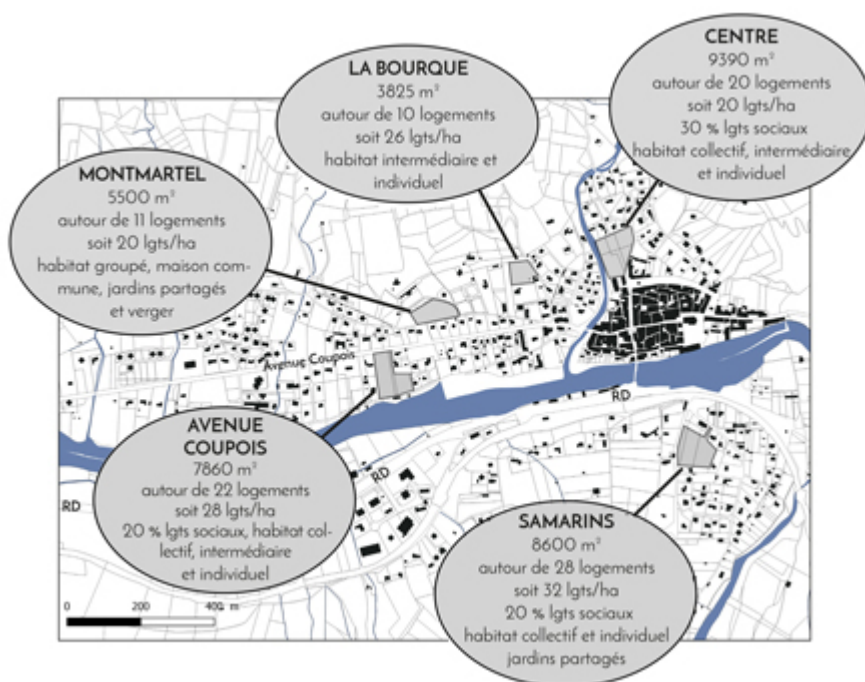 CENTRE
9390 m²
autour de 20 logements
soit 20 lgts/ha
30 % lgts sociaux
habitat collectif, intermédiaire
et individuel
LA BOURQUE
3825 m²
autour de 10 logements
soit 26 lgts/ha
habitat intermédiaire et
individuel
MONTMARTEL
5500 m²
autour de 11 logements
soit 20 lgts/ha
habitat groupé, maison com-
mune, jardins partagés
et verger
Avenue Coupois
RD
RD
RD
AVENUE
COUPOIS
7860 m²
autour de 22 logements
soit 28 lgts/ha
20 % lgts sociaux, habitat col-
lectif, intermédiaire
et individuel
SAMARINS
8600 m²
autour de 28 logements
soit 32 lgts/ha
20 % lgts sociaux
habitat collectif et individuel
jardins partagés
0 200 400 m